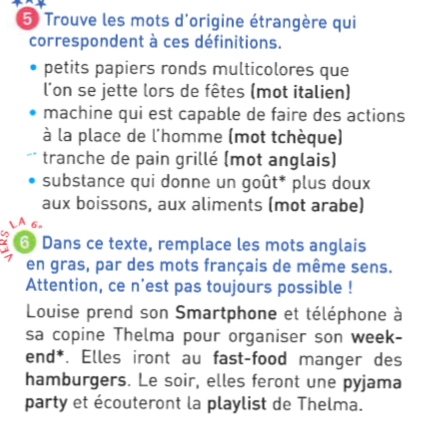 5 Trouve les mots d'origine étrangère qui
correspondent à ces définitions.
• petits papiers ronds multicolores que
l'on se jette lors de fêtes (mot italien)
• machine qui est capable de faire des actions
à la place de l'homme (mot tchèque)
tranche de pain grillé (mot anglais)
• substance qui donne un goût* plus doux
aux boissons, aux aliments (mot arabe)
VERS LA 6e
6 Dans ce texte, remplace les mots anglais
en gras, par des mots français de même sens.
Attention, ce n'est pas toujours possible !
Louise prend son Smartphone et téléphone à
sa copine Thelma pour organiser son week-
end*. Elles iront au fast-food manger des
hamburgers. Le soir, elles feront une pyjama
party et écouteront la playlist de Thelma.